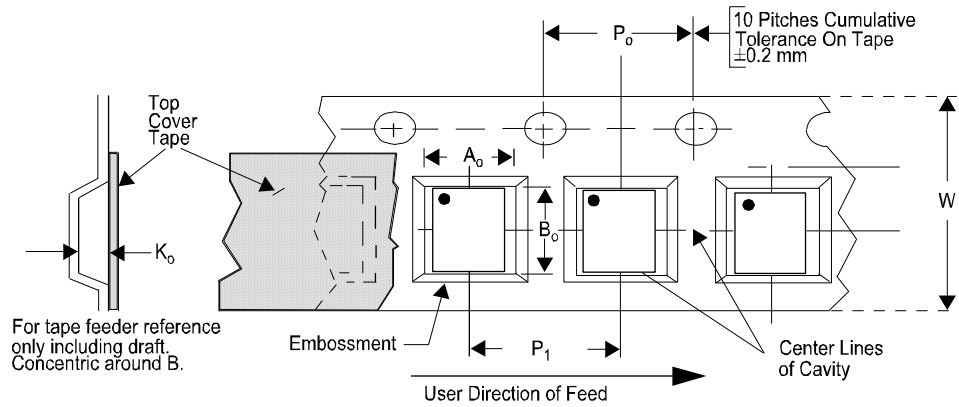 10 Pitches Cumulative
Tolerance On Tape
±0.2 mm
Po
Top
Cover
Tape
Ao
W
Bo
Ko
For tape feeder reference
only including draft.
Concentric around B.
Embossment
P1
Center Lines
of Cavity
User Direction of Feed